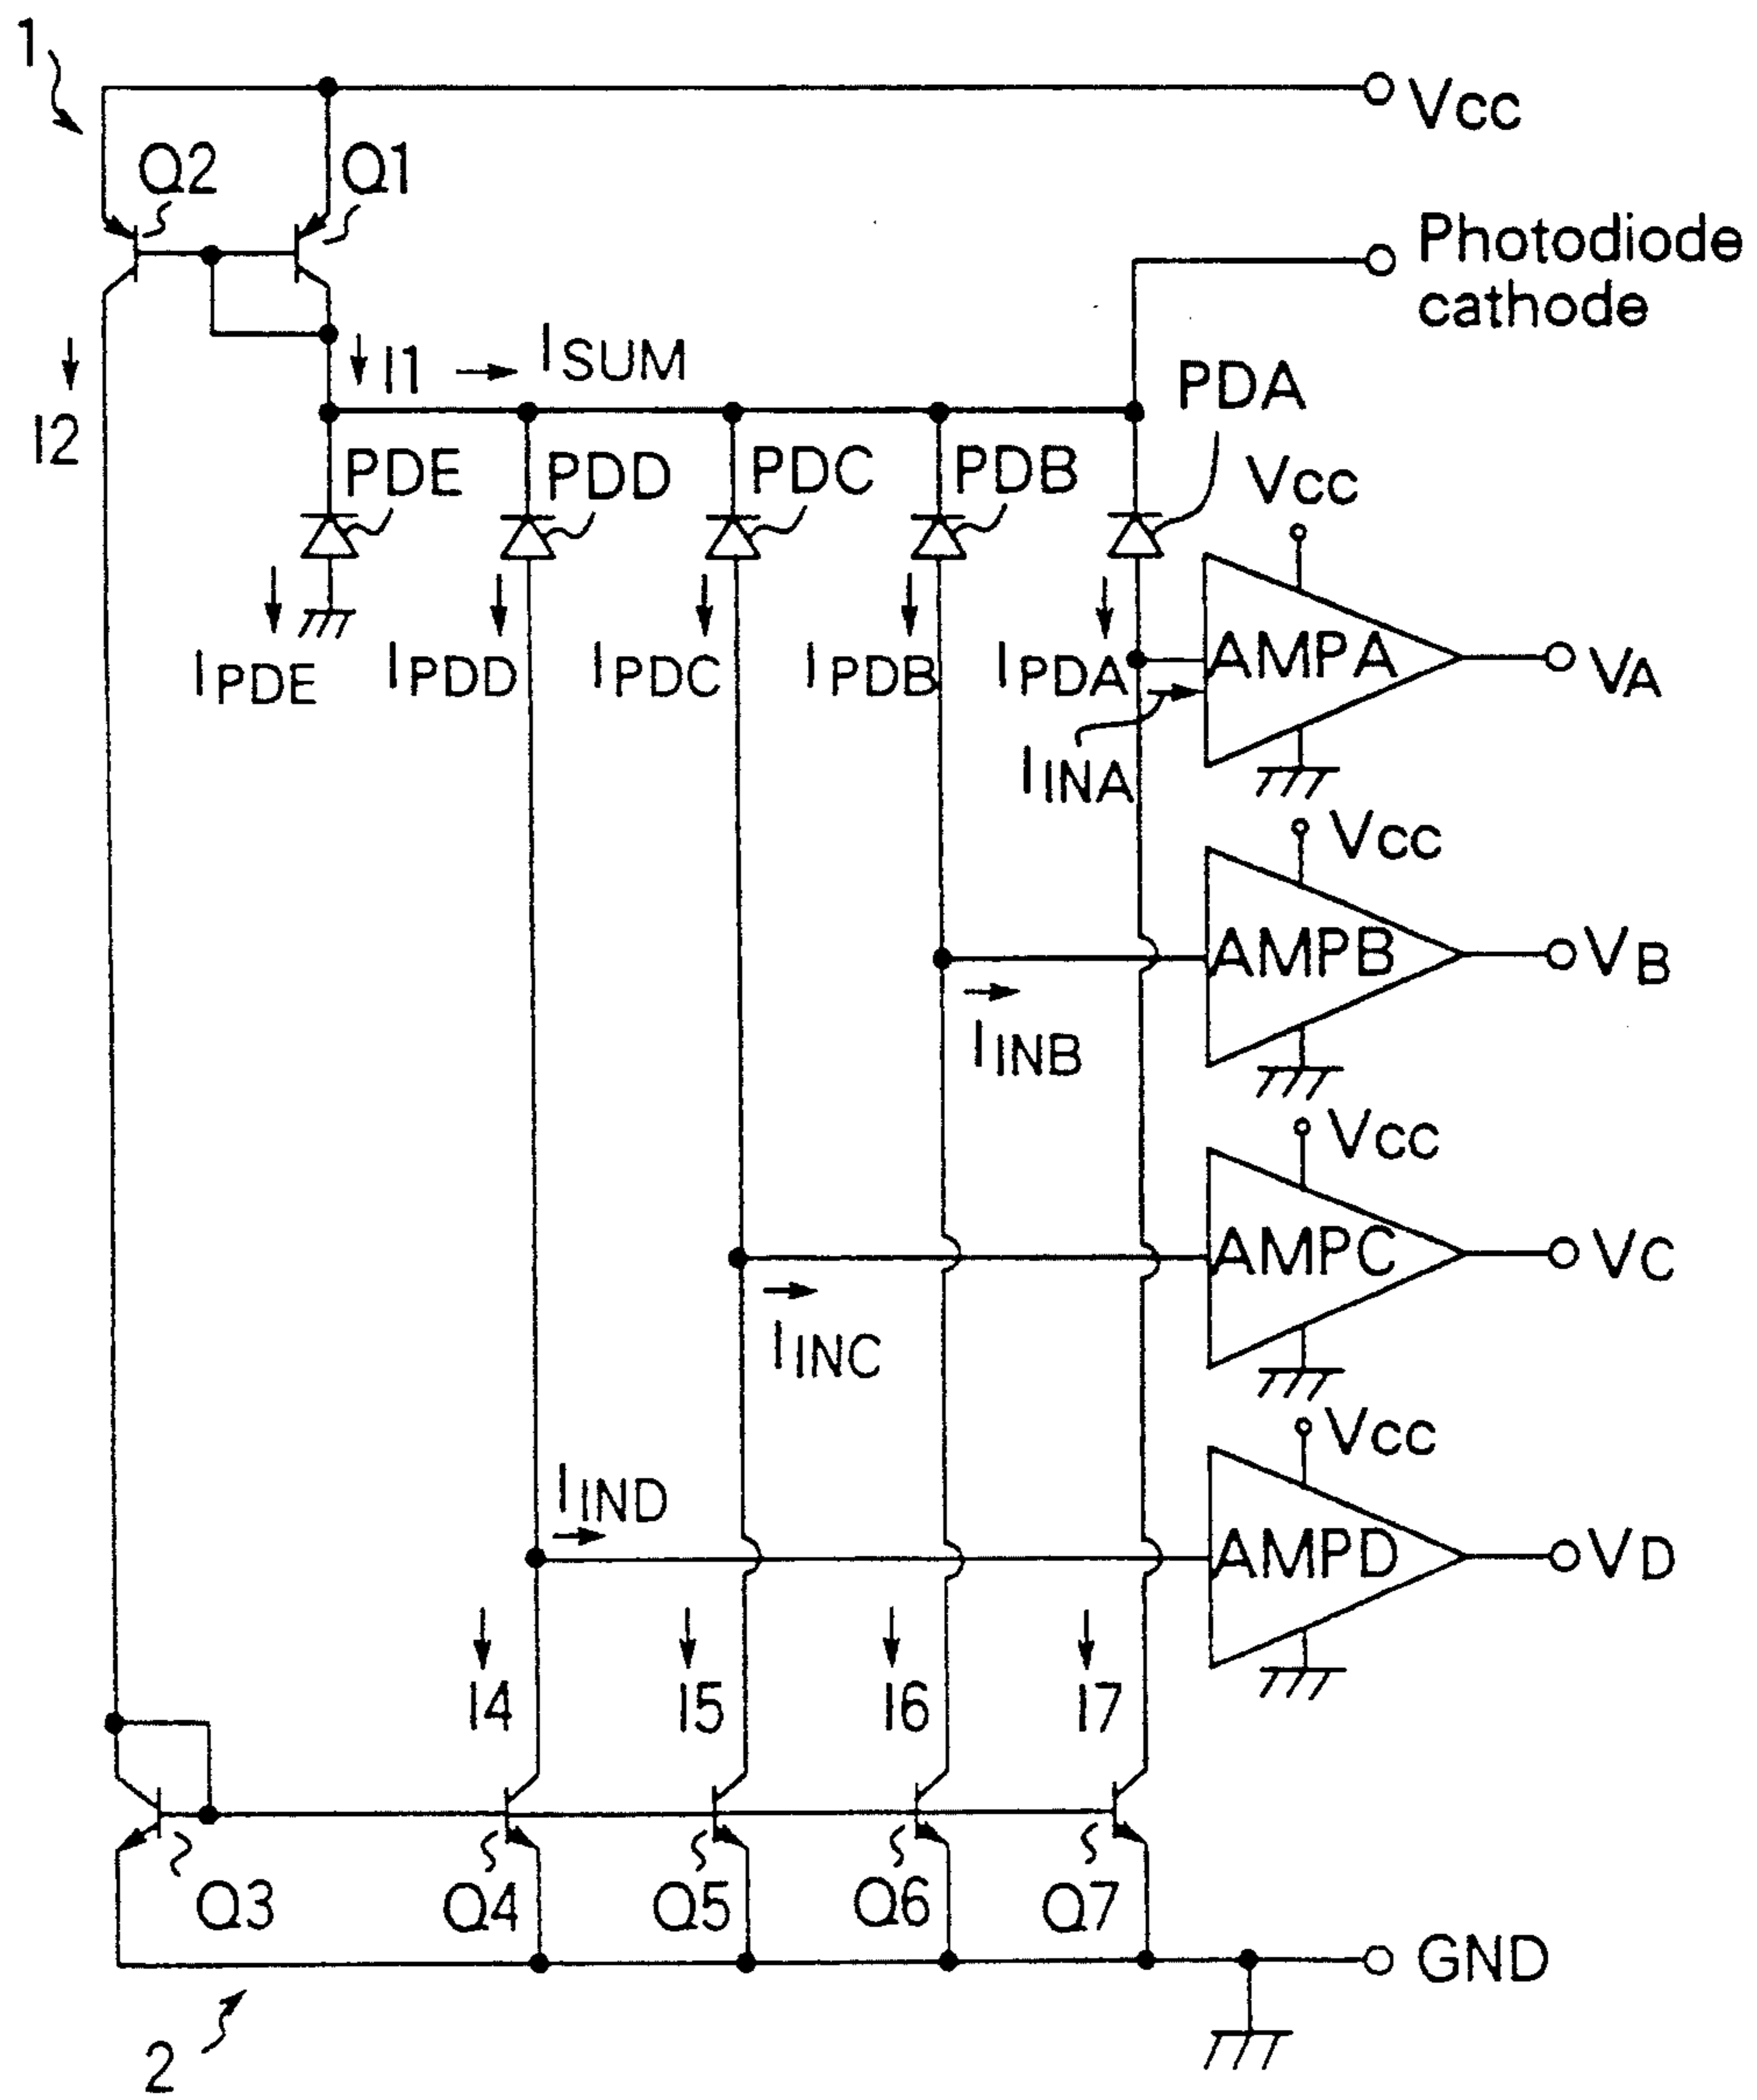 1
Vcc
Q2
Q1
Photodiode
cathode
I1
ISUM
PDA
I2
PDE
PDD
PDC
PDB
Vcc
IPDE
IPDD
IPDC
IPDB
IPDA
AMPA
VA
IINA
Vcc
AMPB
VB
IINB
Vcc
AMPC
VC
IINC
Vcc
IIND
AMPD
VD
I4
I5
I6
I7
Q3
Q4
Q5
Q6
Q7
GND
2